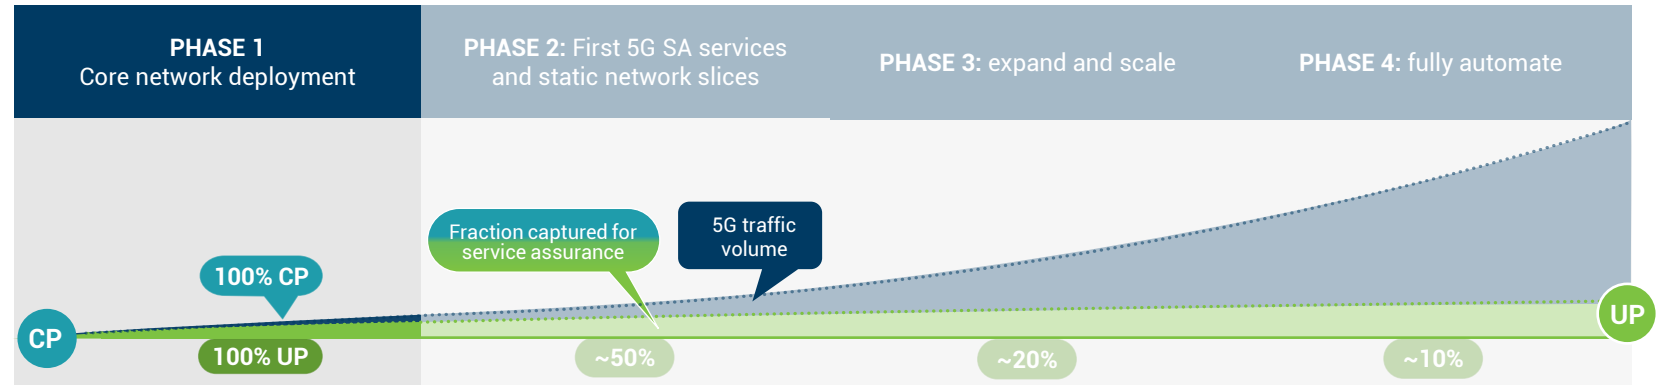 PHASE 1
Core network deployment
PHASE 2: First 5G SA services
and static network slices
PHASE 3: expand and scale
PHASE 4: fully automate
Fraction captured for
service assurance
5G traffic
volume
100% CP
CP
UP
100% UP
~50%
~20%
~10%